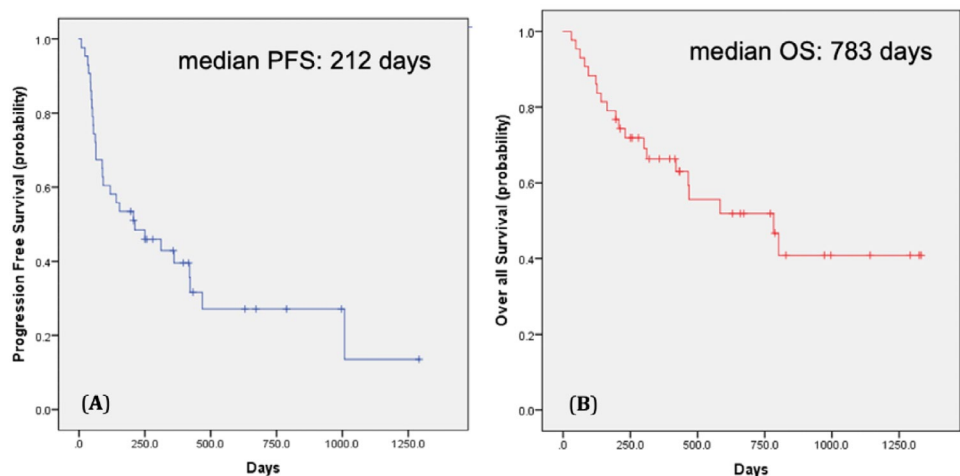 median PFS: 212 days
Progression Free Survival (probability)
1.0
0.8
0.6
0.4
0.2
0.0
(A)
.0 250.0 500.0 750.0 1000.0 1250.0
Days
median OS: 783 days
Over all Survival (probability)
1.0
0.8
0.6
0.4
0.2
0.0
(B)
.0 250.0 500.0 750.0 1000.0 1250.0
Days